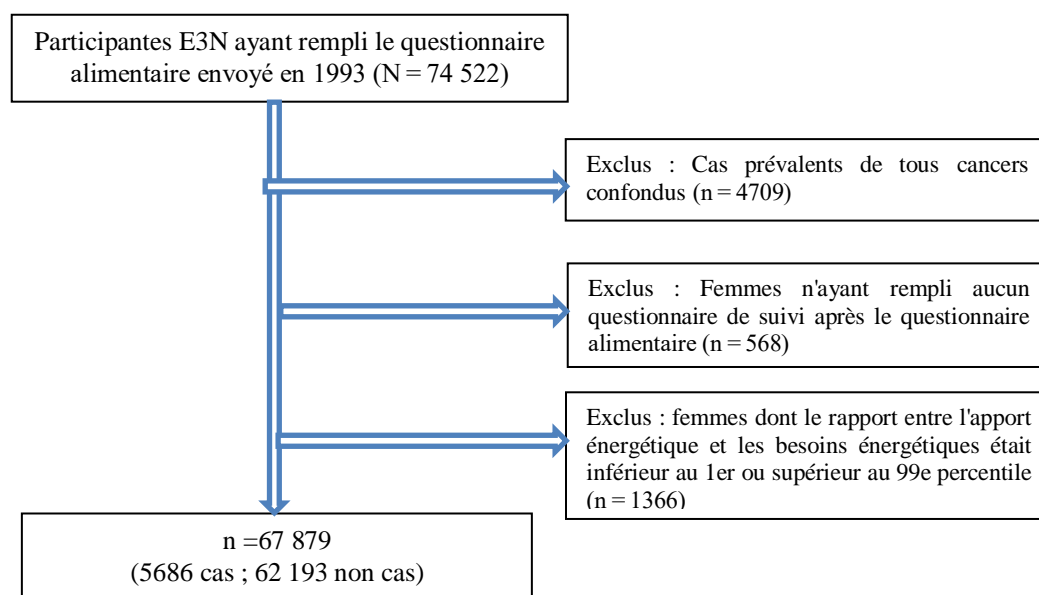 Participantes E3N ayant rempli le questionnaire
alimentaire envoyé en 1993 (N = 74 522)
Exclus : Cas prévalents de tous cancers
confondus (n = 4709)
Exclus : Femmes n'ayant rempli aucun
questionnaire de suivi après le questionnaire
alimentaire (n = 568)
Exclus : femmes dont le rapport entre l'apport
énergétique et les besoins énergétiques était
inférieur au 1er ou supérieur au 99e percentile
(n = 1366)
n =67 879
(5686 cas ; 62 193 non cas)